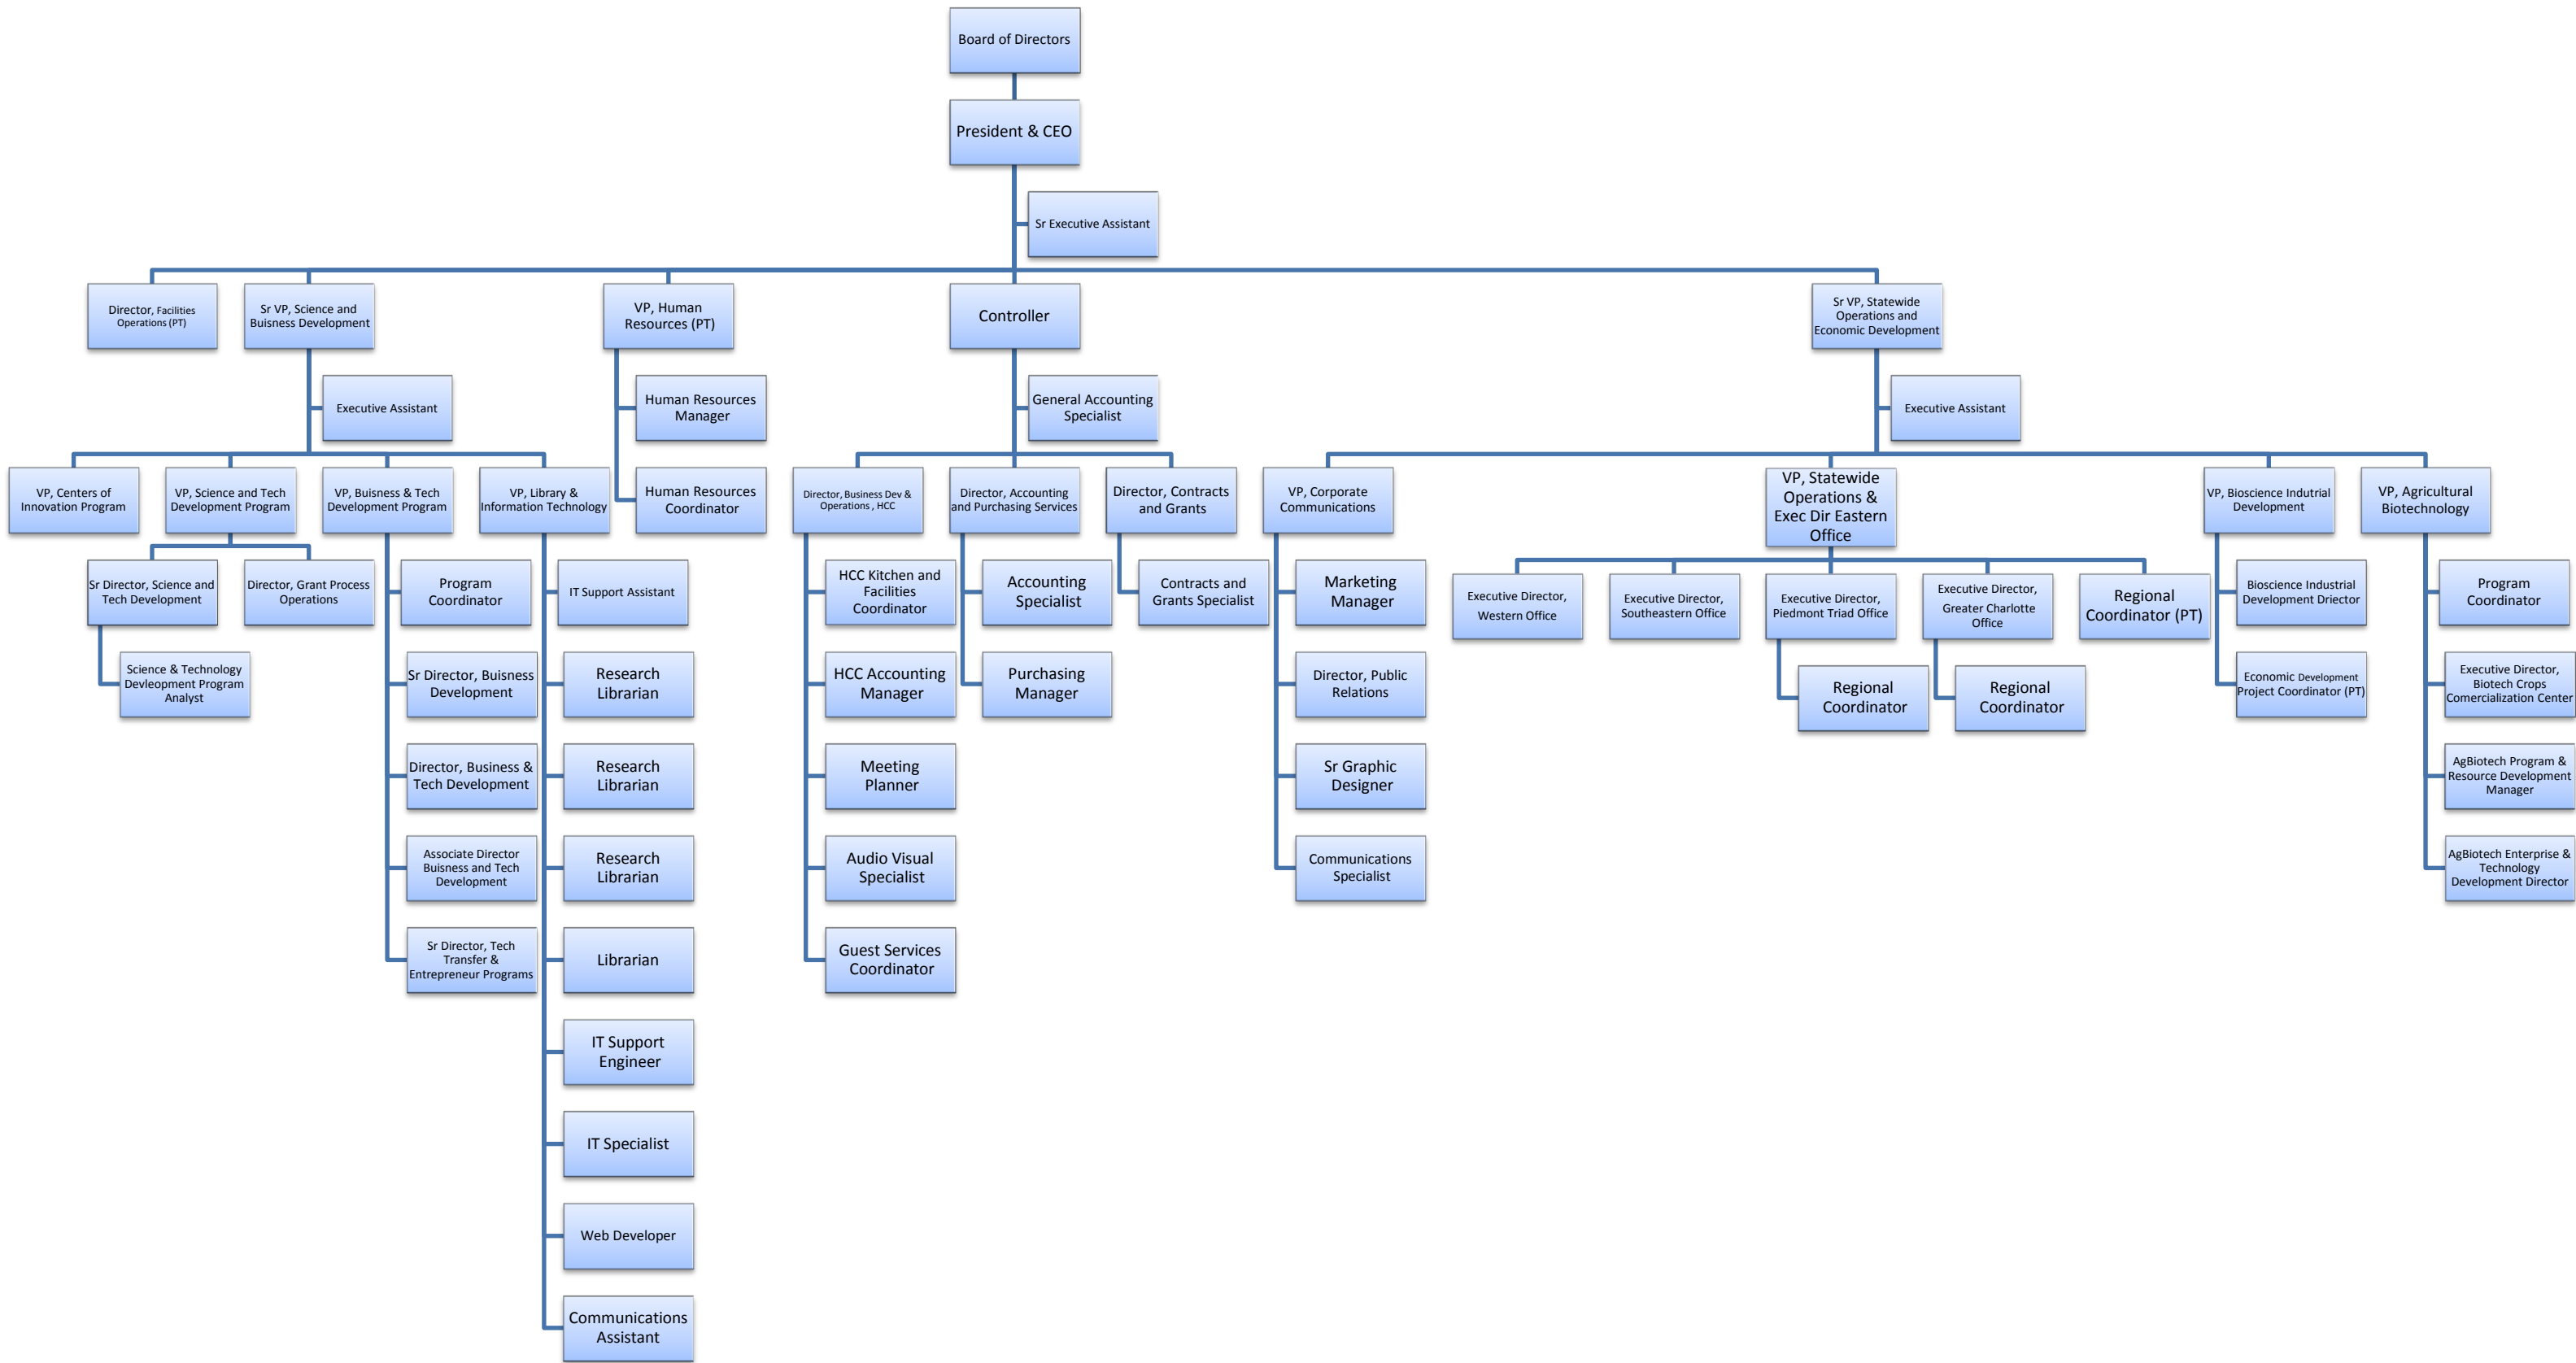 Board of Directors
President & CEO
Sr Executive Assistant
Director, Facilities
Operations (PT)
Sr VP, Science and
Buisness Development
VP, Human
Resources (PT)
Controller
Sr VP, Statewide
Operations and
Economic Development
Executive Assistant
Human Resources
Manager
General Accounting
Specialist
Executive Assistant
VP, Centers of
Innovation Program
VP, Science and Tech
Development Program
VP, Buisness & Tech
Development Program
VP, Library &
Information Technology
Human Resources
Coordinator
Director, Business Dev &
Operations , HCC
Director, Accounting
and Purchasing Services
Director, Contracts
and Grants
VP, Corporate
Communications
VP, Statewide
Operations &
Exec Dir Eastern
Office
VP, Bioscience Indutrial
Development
VP, Agricultural
Biotechnology
Sr Director, Science and
Tech Development
Director, Grant Process
Operations
Program
Coordinator
IT Support Assistant
HCC Kitchen and
Facilities
Coordinator
Accounting
Specialist
Contracts and
Grants Specialist
Marketing
Manager
Executive Director,
Western Office
Executive Director,
Southeastern Office
Executive Director,
Piedmont Triad Office
Executive Director,
Greater Charlotte
Office
Regional
Coordinator (PT)
Bioscience Industrial
Development Driector
Program
Coordinator
Science & Technology
Devleopment Program
Analyst
Sr Director, Buisness
Development
Research
Librarian
HCC Accounting
Manager
Purchasing
Manager
Director, Public
Relations
Regional
Coordinator
Regional
Coordinator
Economic Development
Project Coordinator (PT)
Executive Director,
Biotech Crops
Comercialization Center
Director, Business &
Tech Development
Research
Librarian
Meeting
Planner
Sr Graphic
Designer
AgBiotech Program &
Resource Development
Manager
Associate Director
Buisness and Tech
Development
Research
Librarian
Audio Visual
Specialist
Communications
Specialist
AgBiotech Enterprise &
Technology
Development Director
Sr Director, Tech
Transfer &
Entrepreneur Programs
Librarian
Guest Services
Coordinator
IT Support
Engineer
IT Specialist
Web Developer
Communications
Assistant